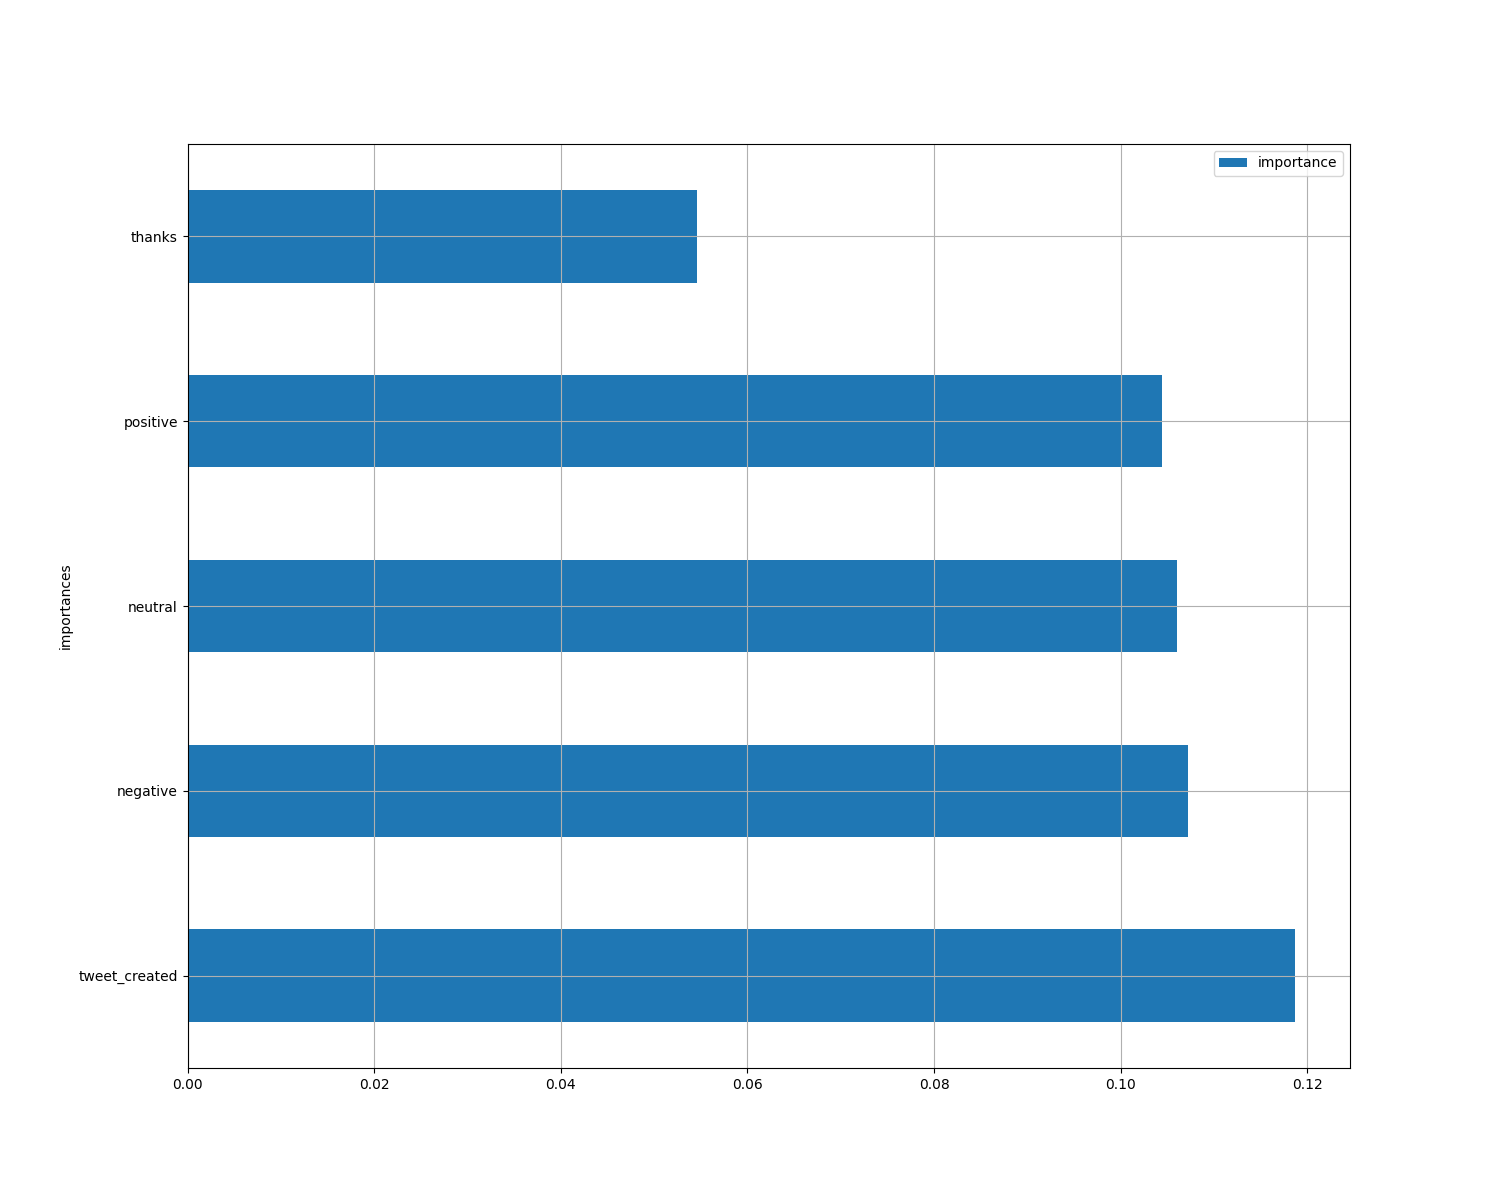 importance
thanks
positive
neutral
importances
negative
tweet_created
0.00 0.02 0.04 0.06 0.08 0.10 0.12